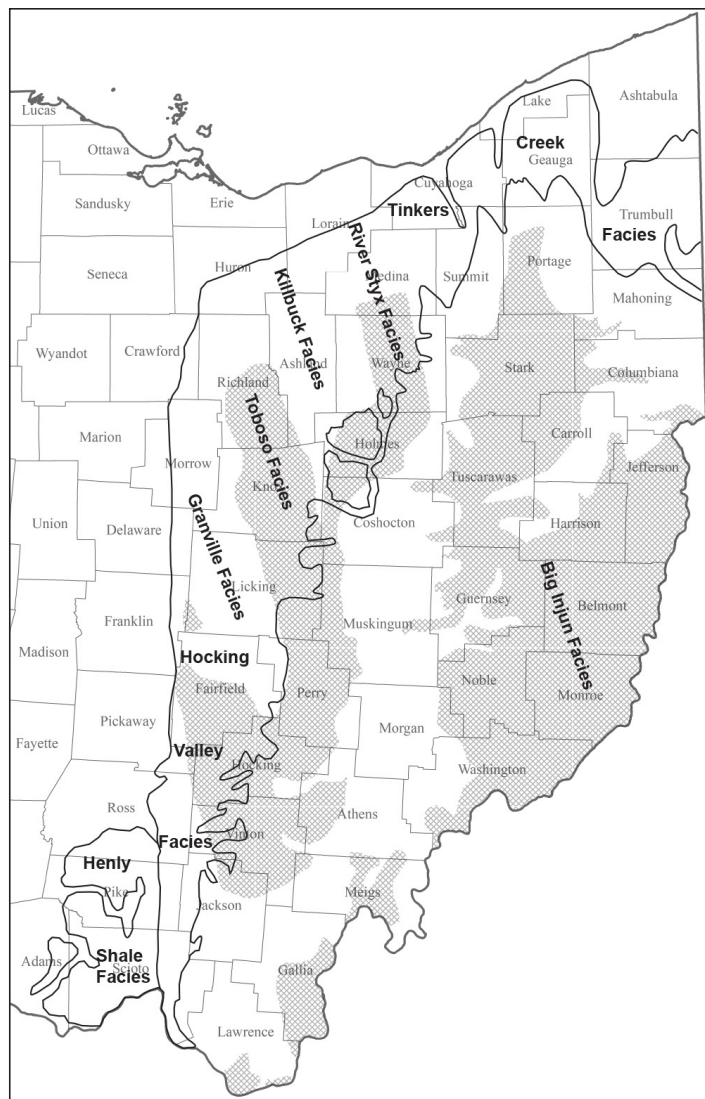 Lucas
Lake
Ashtabula
Ottawa
Creek
Geauga
Cuyahoga
Sandusky
Erie
Lorain
Tinkers
Trumbull
Facies
Huron
River Styx Facies
Medina
Summit
Portage
Seneca
Killbuck Facies
Mahoning
Wyandot
Crawford
Richland
Ashland
Wayne
Stark
Columbiana
Marion
Morrow
Toboso Facies
Knox
Holmes
Carroll
Tuscarawas
Jefferson
Union
Delaware
Granville Facies
Coshocton
Harrison
Licking
Franklin
Muskingum
Guernsey
Big Injun Facies
Belmont
Madison
Hocking
Fairfield
Perry
Noble
Monroe
Pickaway
Morgan
Fayette
Valley
Hocking
Washington
Ross
Athens
Facies
Vinton
Henly
Pike
Jackson
Meigs
Adams
Shale
Facies
Scioto
Gallia
Lawrence